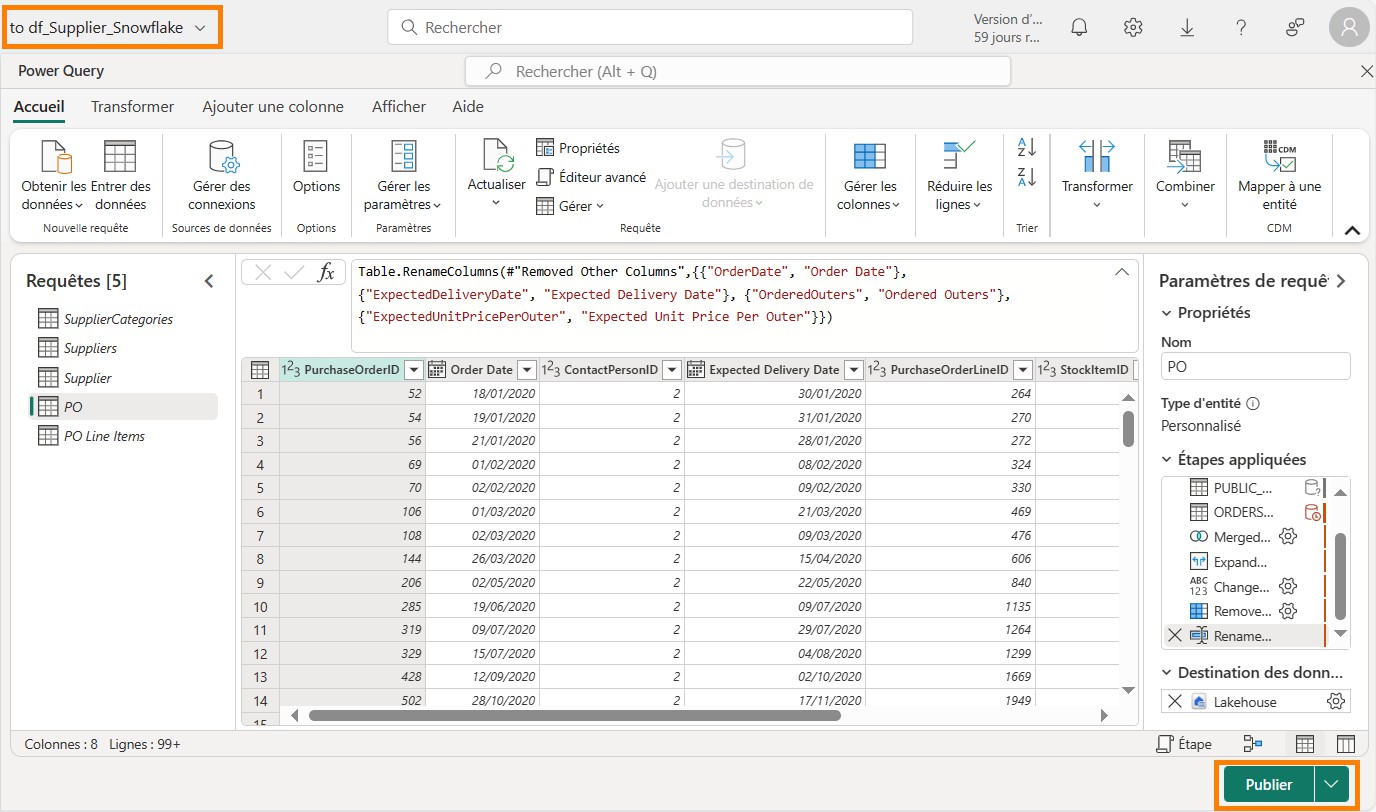 to df_Supplier_Snowflake
Rechercher
Version d’...
59 jours r...
Power Query
Rechercher (Alt + Q)
Accueil Transformer Ajouter une colonne Afficher Aide
Obtenir les données
Entrer des données
Nouvelle requête
Gérer des connexions
Sources de données
Options
Options
Gérer les paramètres
Paramètres
Actualiser
Propriétés
Éditeur avancé
Gérer
Ajouter une destination de données
Requête
Gérer les colonnes
Réduire les lignes
A
Z
Z
A
Trier
Transformer
Combiner
CDM
Mapper à une entité
CDM
Requêtes [5]
SupplierCategories
Suppliers
Supplier
PO
PO Line Items
fx
Table.RenameColumns(#"Removed Other Columns",{{"OrderDate", "Order Date"},
{"ExpectedDeliveryDate", "Expected Delivery Date"}, {"OrderedOuters", "Ordered Outers"},
{"ExpectedUnitPricePerOuter", "Expected Unit Price Per Outer"}})
1²3 PurchaseOrderID Order Date 1²3 ContactPersonID Expected Delivery Date 1²3 PurchaseOrderLineID 1²3 StockItemID
1 52 18/01/2020 2 30/01/2020 264
2 54 19/01/2020 2 31/01/2020 270
3 56 21/01/2020 2 28/01/2020 272
4 69 01/02/2020 2 08/02/2020 324
5 70 02/02/2020 2 09/02/2020 330
6 106 01/03/2020 2 21/03/2020 469
7 108 02/03/2020 2 09/03/2020 476
8 144 26/03/2020 2 15/04/2020 606
9 206 02/05/2020 2 22/05/2020 840
10 285 19/06/2020 2 09/07/2020 1135
11 319 09/07/2020 2 29/07/2020 1264
12 329 15/07/2020 2 04/08/2020 1299
13 428 12/09/2020 2 02/10/2020 1669
14 502 28/10/2020 2 17/11/2020 1949
15
Paramètres de requê
Propriétés
Nom
PO
Type d'entité
Personnalisé
Étapes appliquées
PUBLIC_...
ORDERS...
Merged...
Expand...
ABC
123 Change...
Remove...
Rename...
Destination des donn...
Lakehouse
Colonnes : 8 Lignes : 99+
Étape
Publier